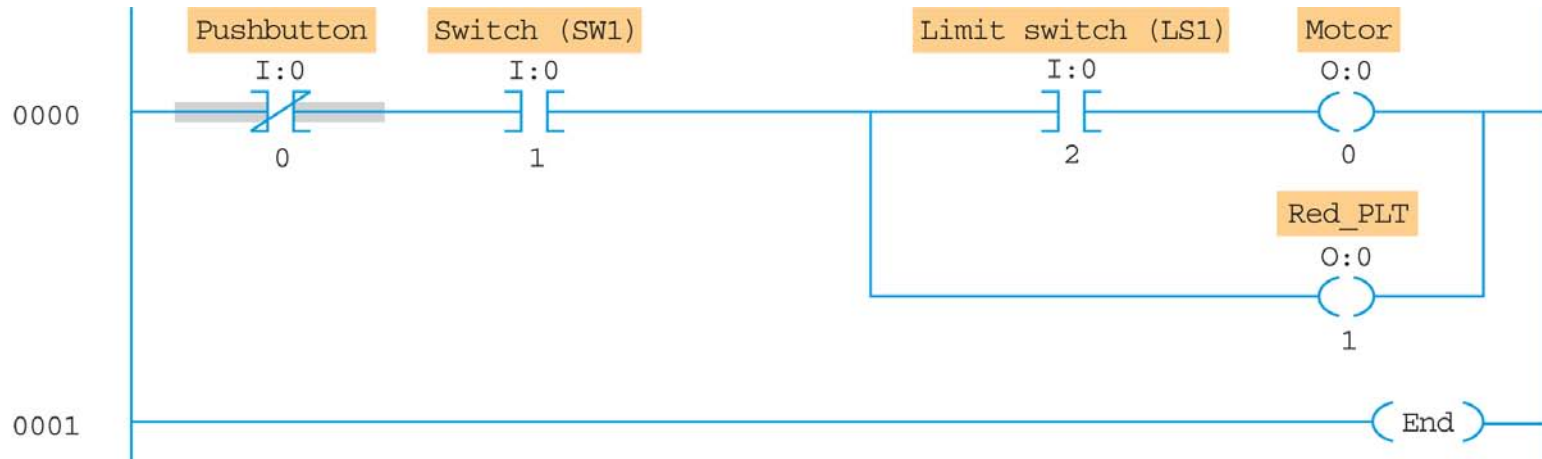 Pushbutton Switch (SW1) Limit switch (LS1) Motor
I:0 I:0 I:0 O:0
0000
0 1 2 0
Red_PLT
O:0
1
0001 End